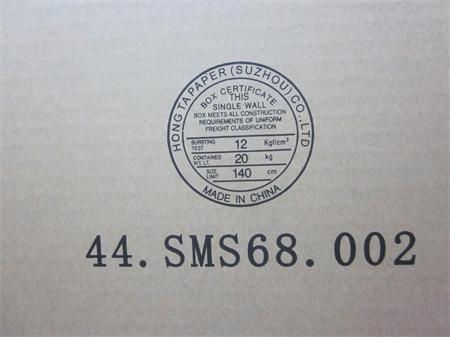 HONG TA PAPER (SUZHOU) CO.,LTD
BOX CERTIFICATE
THIS
SINGLE WALL
BOX MEETS ALL CONSTRUCTION
REQUIREMENTS OF UNIFORM
FREIGHT CLASSIFICATION
BURSTING TEST. 12 Kgf/cm²
CONTAINED WT. LT. 20 kg
SIZE LIMIT 140 cm
MADE IN CHINA
44.SMS68.002